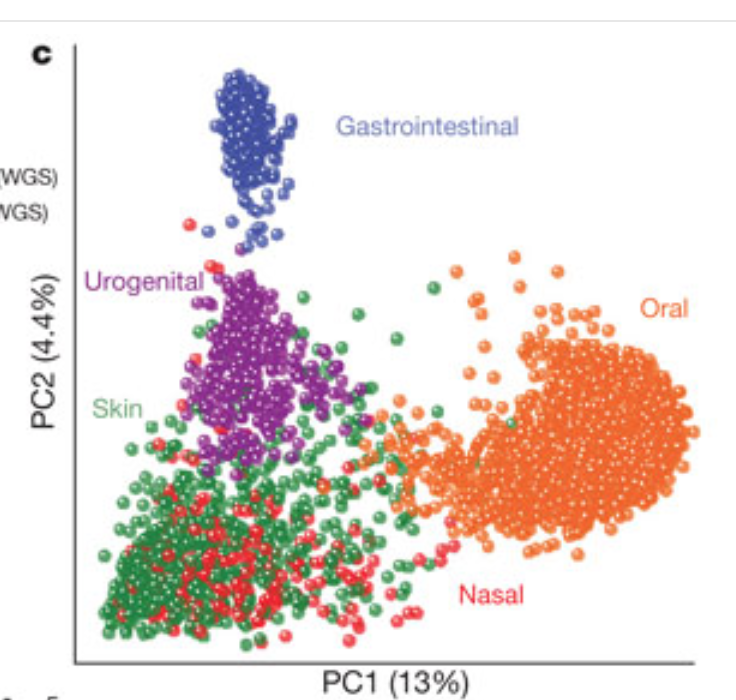 c
(WGS)
WGS)
Gastrointestinal
Urogenital
Oral
Skin
Nasal
PC2 (4.4%)
PC1 (13%)